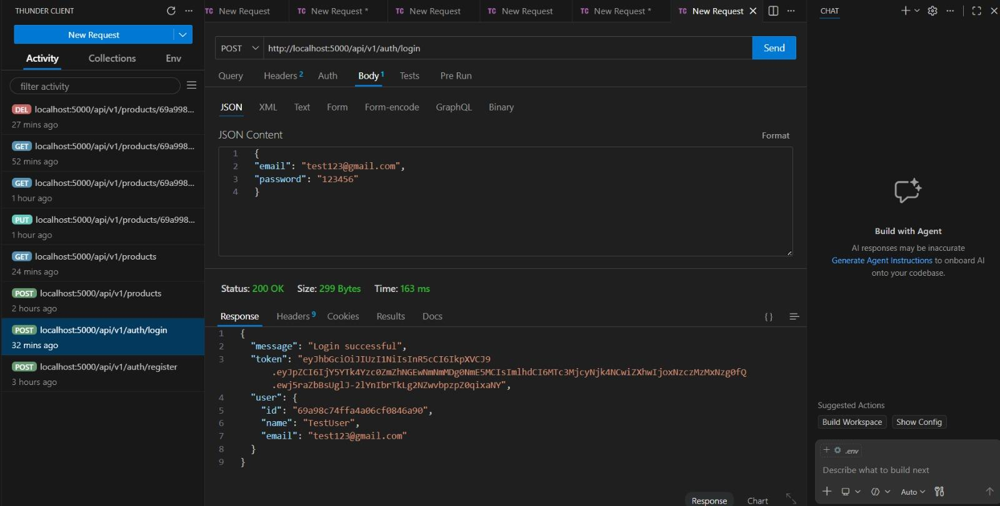 THUNDER CLIENT
New Request
Activity Collections Env
filter activity
DEL localhost:5000/api/v1/products/69a998...
27 mins ago
GET localhost:5000/api/v1/products/69a998...
52 mins ago
GET localhost:5000/api/v1/products/69a998...
1 hour ago
PUT localhost:5000/api/v1/products/69a998...
1 hour ago
GET localhost:5000/api/v1/products
24 mins ago
POST localhost:5000/api/v1/products
2 hours ago
POST localhost:5000/api/v1/auth/login
32 mins ago
POST localhost:5000/api/v1/auth/register
3 hours ago
TC New Request TC New Request * TC New Request TC New Request TC New Request * TC New Request
POST http://localhost:5000/api/v1/auth/login Send
Query Headers 2 Auth Body 1 Tests Pre Run
JSON XML Text Form Form-encode GraphQL Binary
JSON Content Format
1 {
2 "email": "test123@gmail.com",
3 "password": "123456"
4 }
Status: 200 OK Size: 299 Bytes Time: 163 ms
Response Headers 9 Cookies Results Docs { }
1 {
2 "message": "Login successful",
3 "token": "eyJhbGciOiJIUzI1NiIsInR5cCI6IkpXVCJ9
.eyJpZCI6IjY5YTk4Yzc0ZmZhNGEwNmNmMDg0NmE5MCIsImlhdCI6MTc3MjcyNjk4NCwiZXhwIjoxNzczMzMxNzg0fQ
.ewj5raZbBsUglJ-2lYnIbrTkLg2NZwvbpzpZ0qixaNY",
4 "user": {
5 "id": "69a98c74ffa4a06cf0846a90",
6 "name": "TestUser",
7 "email": "test123@gmail.com"
8 }
9 }
Response Chart
CHAT
Build with Agent
AI responses may be inaccurate
Generate Agent Instructions to onboard AI
onto your codebase.
Suggested Actions
Build Workspace Show Config
.env
Describe what to build next
Auto